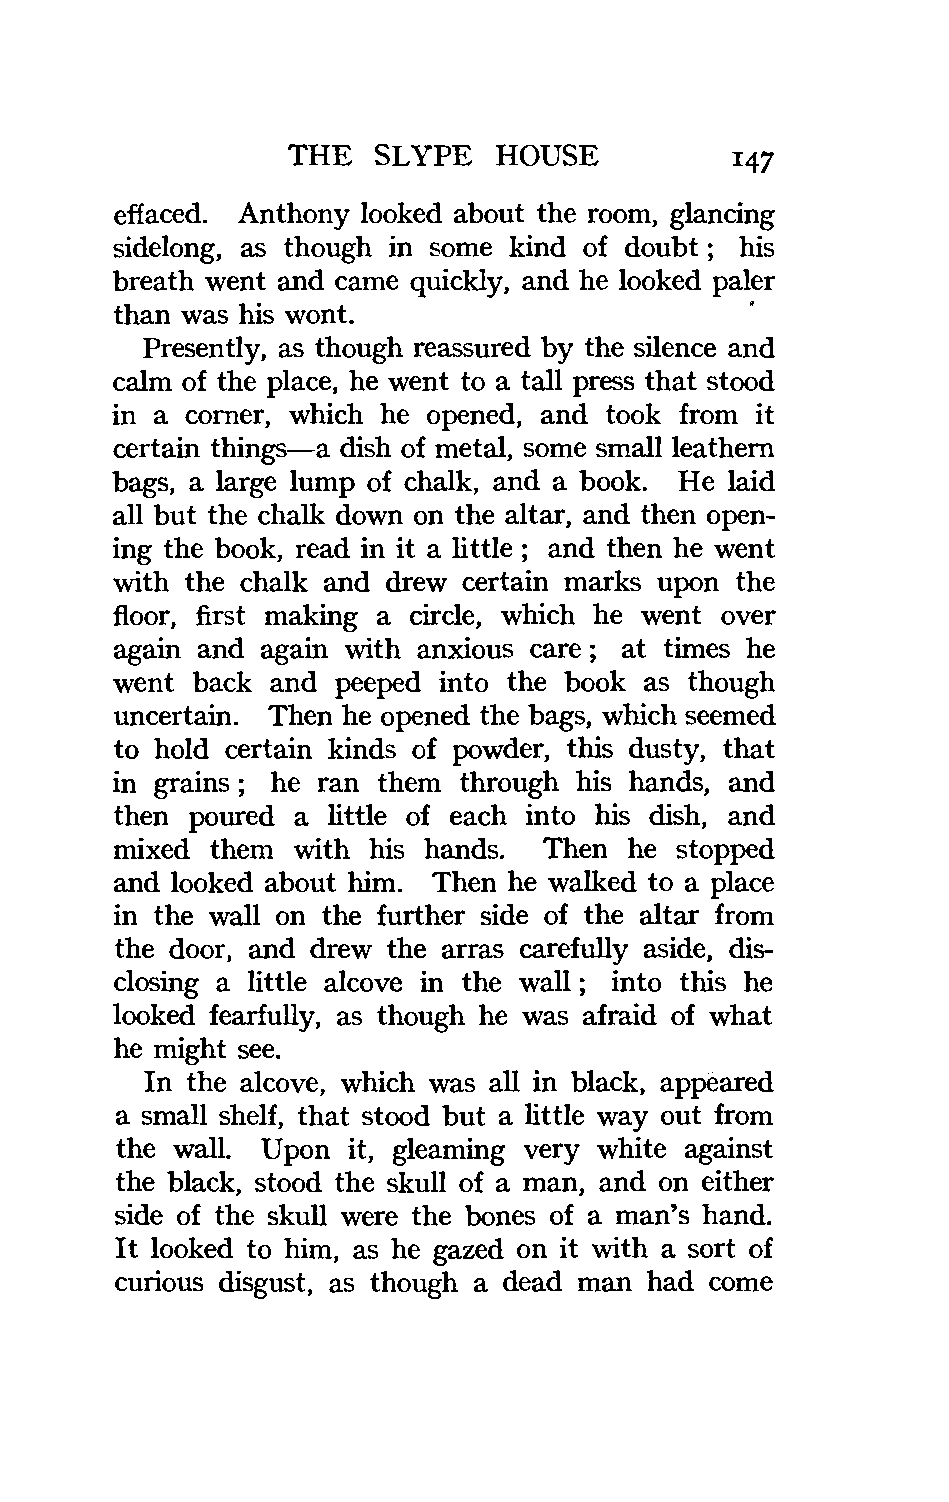 THE SLYPE HOUSE 147
effaced. Anthony looked about the room, glancing
sidelong, as though in some kind of doubt ; his
breath went and came quickly, and he looked paler
than was his wont.
Presently, as though reassured by the silence and
calm of the place, he went to a tall press that stood
in a corner, which he opened, and took from it
certain things—a dish of metal, some small leathern
bags, a large lump of chalk, and a book. He laid
all but the chalk down on the altar, and then open-
ing the book, read in it a little ; and then he went
with the chalk and drew certain marks upon the
floor, first making a circle, which he went over
again and again with anxious care ; at times he
went back and peeped into the book as though
uncertain. Then he opened the bags, which seemed
to hold certain kinds of powder, this dusty, that
in grains ; he ran them through his hands, and
then poured a little of each into his dish, and
mixed them with his hands. Then he stopped
and looked about him. Then he walked to a place
in the wall on the further side of the altar from
the door, and drew the arras carefully aside, dis-
closing a little alcove in the wall ; into this he
looked fearfully, as though he was afraid of what
he might see.
In the alcove, which was all in black, appeared
a small shelf, that stood but a little way out from
the wall. Upon it, gleaming very white against
the black, stood the skull of a man, and on either
side of the skull were the bones of a man's hand.
It looked to him, as he gazed on it with a sort of
curious disgust, as though a dead man had come